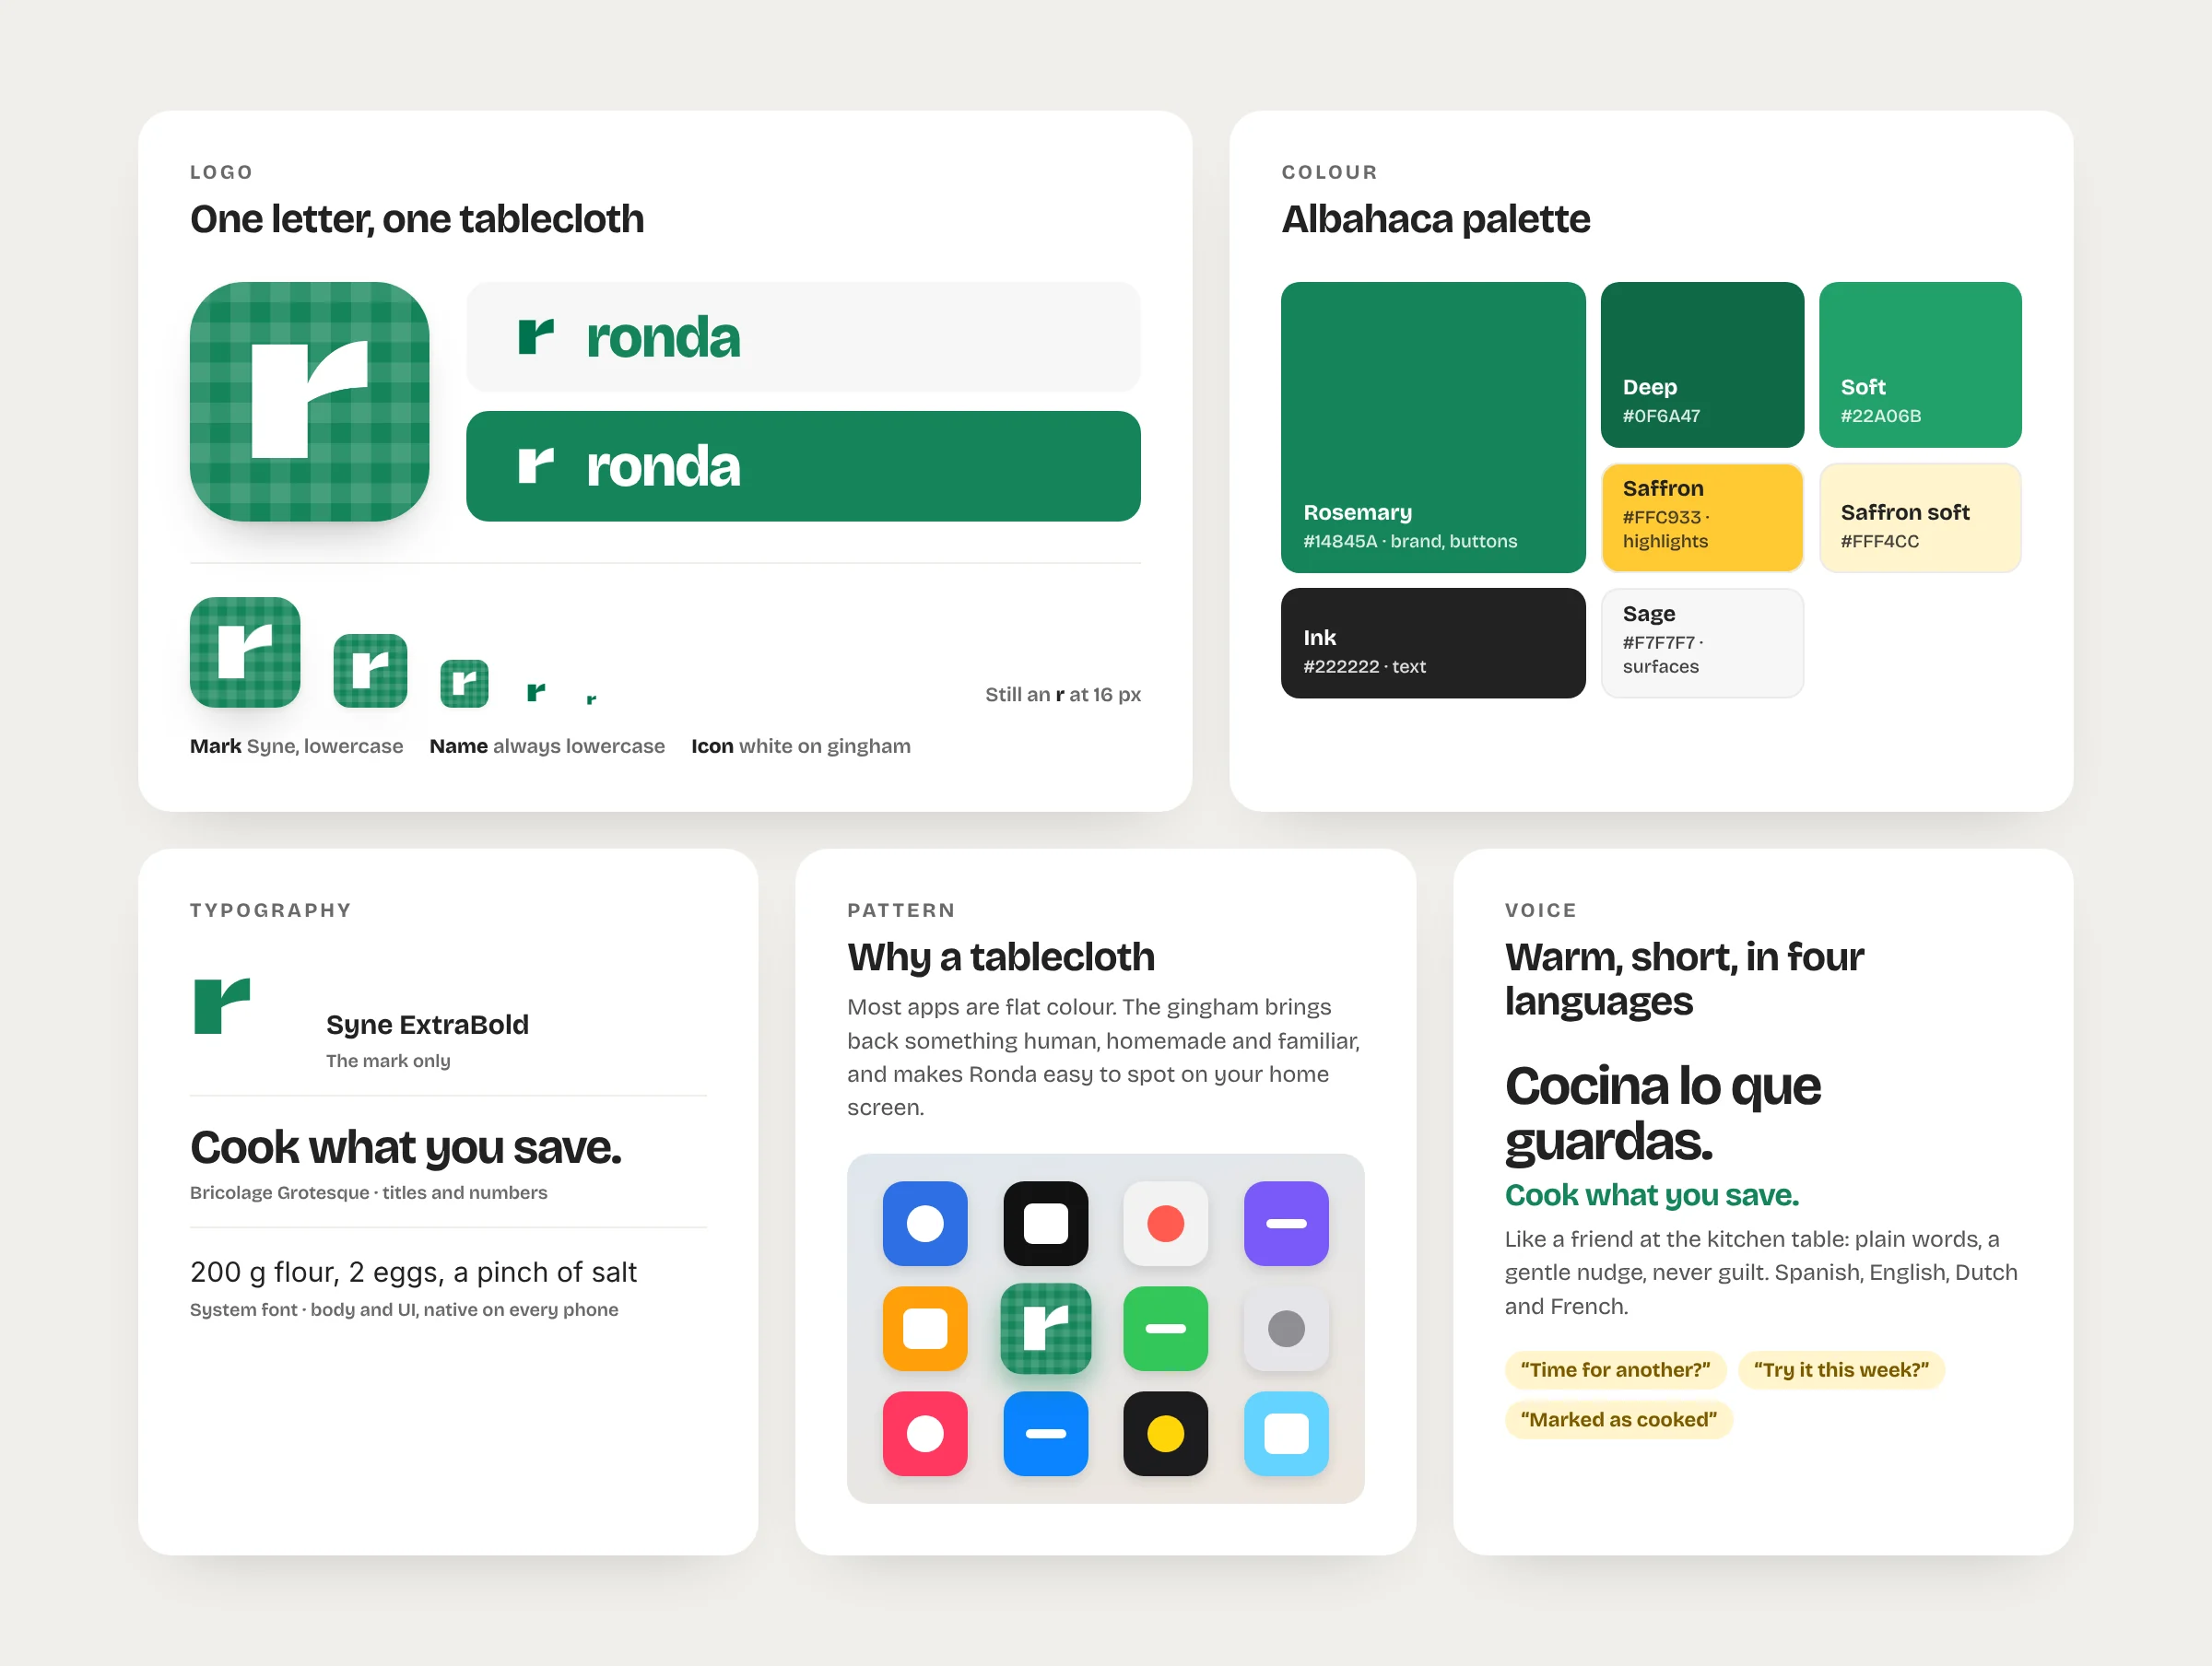 LOGO
One letter, one tablecloth
r
r ronda
r ronda
r r r r r
Still an r at 16 px
Mark Syne, lowercase Name always lowercase Icon white on gingham
COLOUR
Albahaca palette
Rosemary
#14845A · brand, buttons
Deep
#0F6A47
Soft
#22A06B
Saffron
#FFC933 ·
highlights
Saffron soft
#FFF4CC
Ink
#222222 · text
Sage
#F7F7F7 ·
surfaces
TYPOGRAPHY
r
Syne ExtraBold
The mark only
Cook what you save.
Bricolage Grotesque · titles and numbers
200 g flour, 2 eggs, a pinch of salt
System font · body and UI, native on every phone
PATTERN
Why a tablecloth
Most apps are flat colour. The gingham brings
back something human, homemade and familiar,
and makes Ronda easy to spot on your home
screen.
r
VOICE
Warm, short, in four
languages
Cocina lo que
guardas.
Cook what you save.
Like a friend at the kitchen table: plain words, a
gentle nudge, never guilt. Spanish, English, Dutch
and French.
“Time for another?” “Try it this week?”
“Marked as cooked”